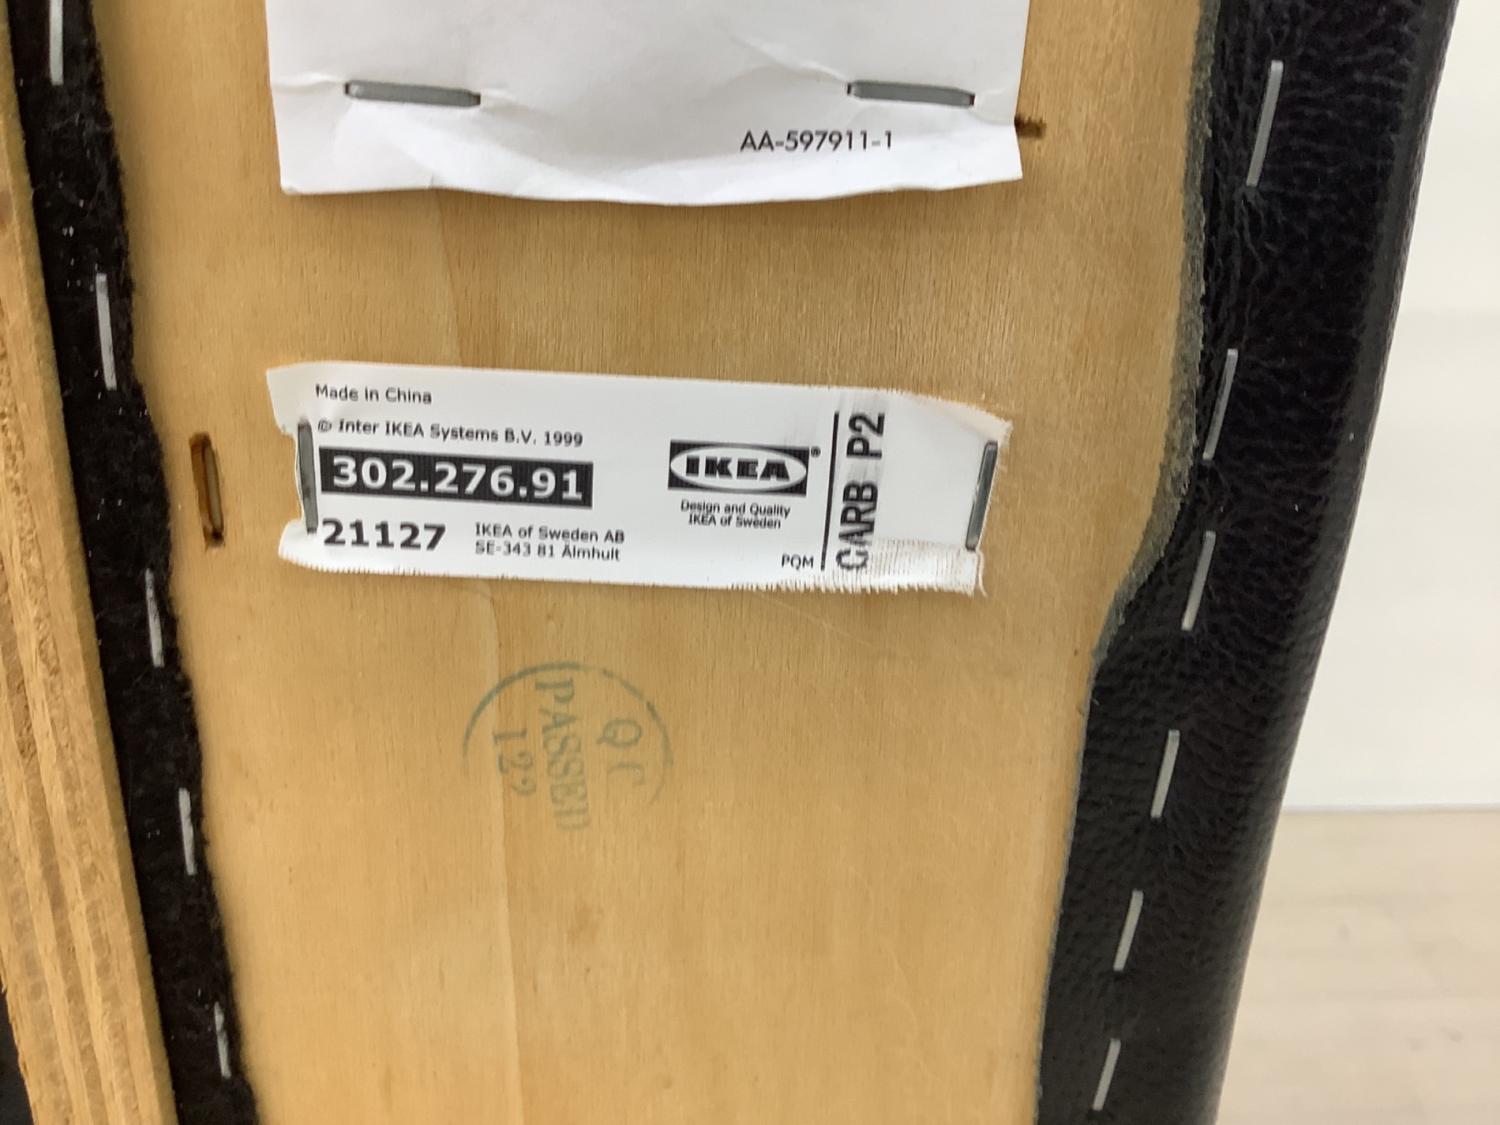 AA-597911-1
Made in China
© Inter IKEA Systems B.V. 1999
302.276.91
21127
IKEA of Sweden AB
SE-343 81 Älmhult
IKEA®
Design and Quality
IKEA of Sweden
PQM
CARB P2
QC
PASSED
122